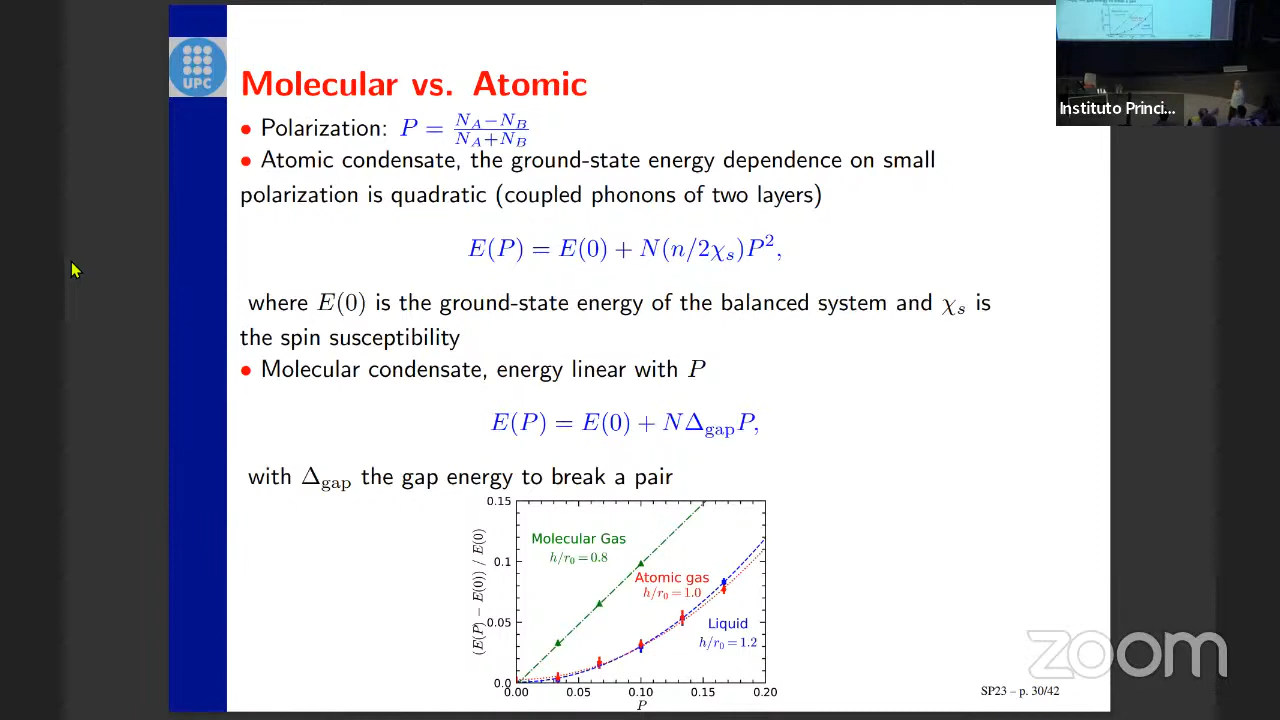 UPC
Molecular vs. Atomic
• Polarization: P = (N_A − N_B)/(N_A + N_B)
• Atomic condensate, the ground-state energy dependence on small
polarization is quadratic (coupled phonons of two layers)
E(P) = E(0) + N(n/2χ_s)P²,
where E(0) is the ground-state energy of the balanced system and χ_s is
the spin susceptibility
• Molecular condensate, energy linear with P
E(P) = E(0) + NΔ_gap P,
with Δ_gap the gap energy to break a pair
(E(P) − E(0)) / E(0)
0.15
0.1
0.05
0.0
Molecular Gas
h/r₀ = 0.8
Atomic gas
h/r₀ = 1.0
Liquid
h/r₀ = 1.2
0.00 0.05 0.10 0.15 0.20
P
SP23 – p. 30/42
Instituto Princi...
zoom